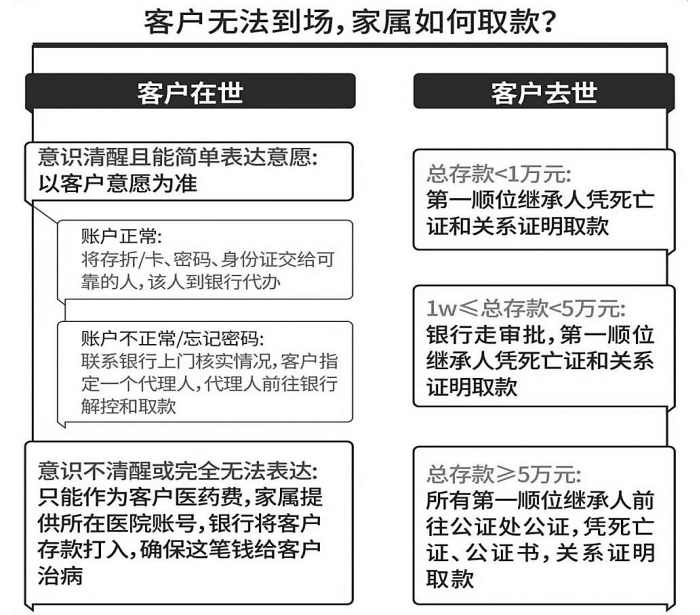 客户无法到场，家属如何取款？
客户在世
意识清醒且能简单表达意愿:
以客户意愿为准
账户正常:
将存折/卡、密码、身份证交给可
靠的人，该人到银行代办
账户不正常/忘记密码:
联系银行上门核实情况，客户指
定一个代理人，代理人前往银行
解控和取款
意识不清醒或完全无法表达:
只能作为客户医药费，家属提
供所在医院账号，银行将客户
存款打入，确保这笔钱给客户
治病
客户去世
总存款<1万元:
第一顺位继承人凭死亡
证和关系证明取款
1w≤总存款<5万元:
银行走审批，第一顺位
继承人凭死亡证和关系
证明取款
总存款≥5万元:
所有第一顺位继承人前
往公证处公证，凭死亡
证、公证书，关系证明
取款